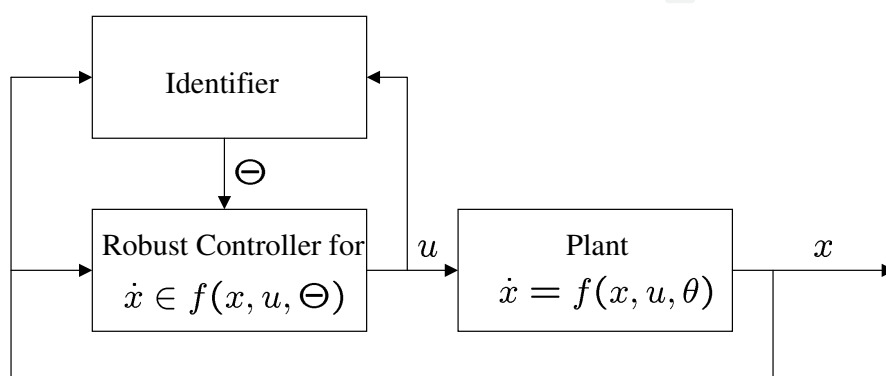 Identifier
Θ
Robust Controller for
ẋ ∈ f(x, u, Θ)
u
Plant
ẋ = f(x, u, θ)
x